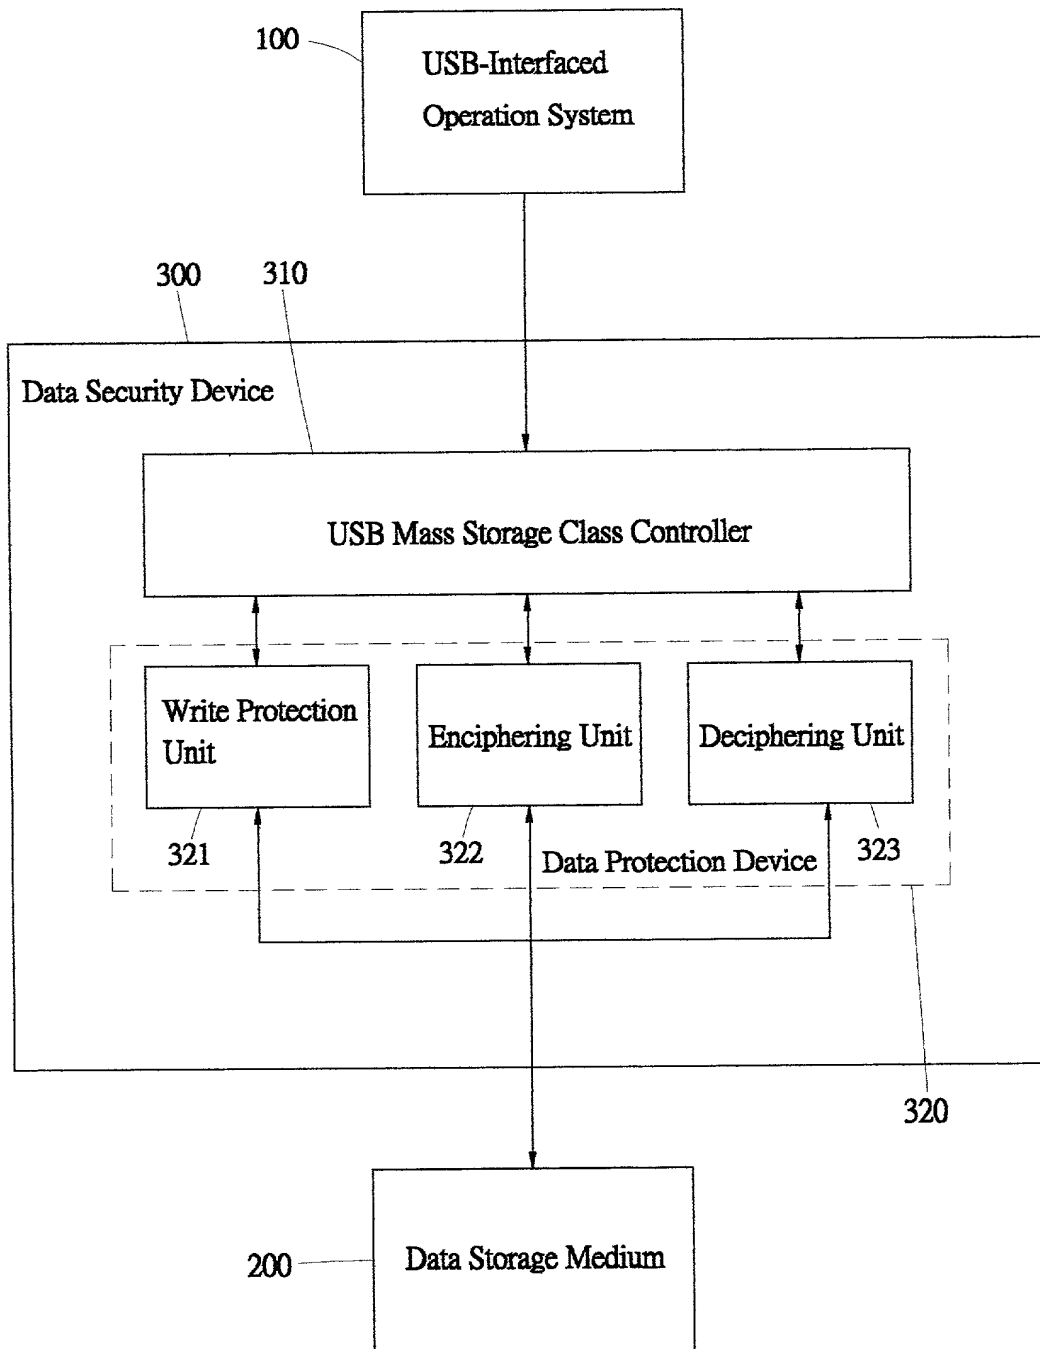 100
USB-Interfaced
Operation System
300
310
Data Security Device
USB Mass Storage Class Controller
Write Protection
Unit
Enciphering Unit
Deciphering Unit
321
322
Data Protection Device
323
320
200
Data Storage Medium